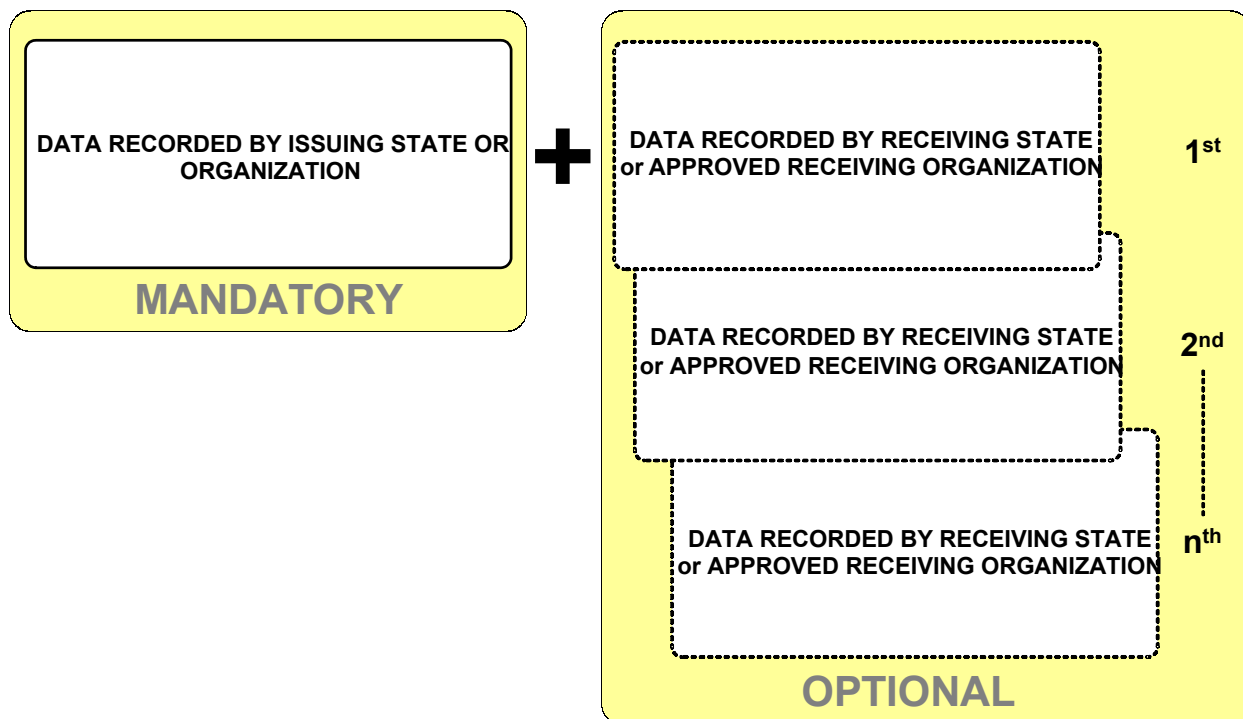 DATA RECORDED BY ISSUING STATE OR
ORGANIZATION
MANDATORY
+
DATA RECORDED BY RECEIVING STATE
or APPROVED RECEIVING ORGANIZATION
1st
DATA RECORDED BY RECEIVING STATE
or APPROVED RECEIVING ORGANIZATION
2nd
DATA RECORDED BY RECEIVING STATE
or APPROVED RECEIVING ORGANIZATION
nth
OPTIONAL